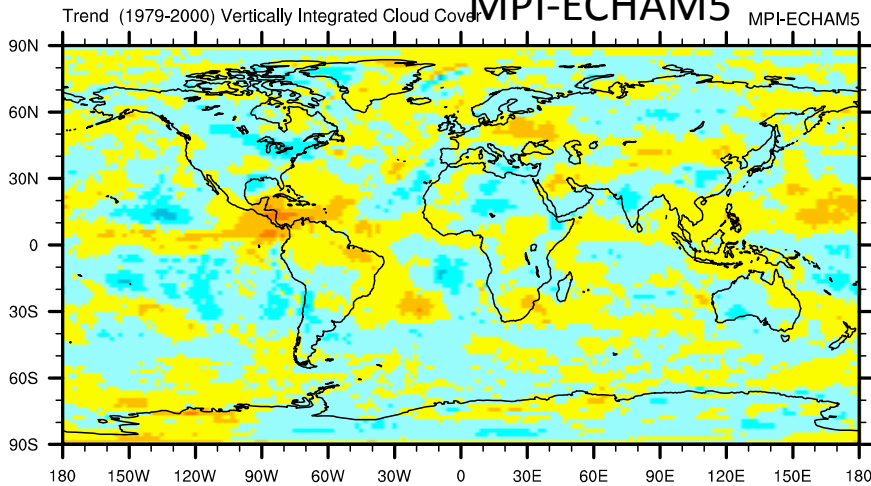 MPI-ECHAM5
Trend (1979-2000) Vertically Integrated Cloud Cover MPI-ECHAM5
90N
60N
30N
0
30S
60S
90S
180 150W 120W 90W 60W 30W 0 30E 60E 90E 120E 150E 180